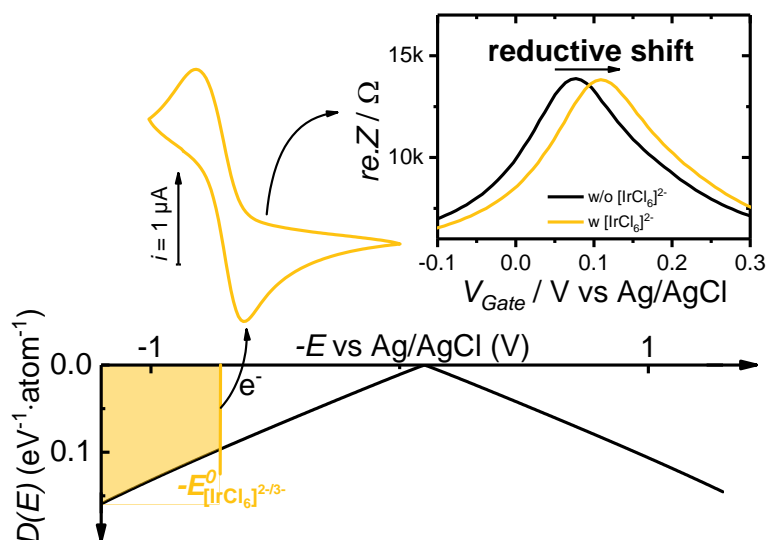 reductive shift
15k
10k
re.Z / Ω
w/o [IrCl₆]²⁻
w [IrCl₆]²⁻
-0.1 0.0 0.1 0.2 0.3
V_Gate / V vs Ag/AgCl
i = 1 µA
-1 -E vs Ag/AgCl (V) 1
0.0
e⁻
0.1
-E⁰[IrCl₆]²⁻/³⁻
D(E) (eV⁻¹·atom⁻¹)